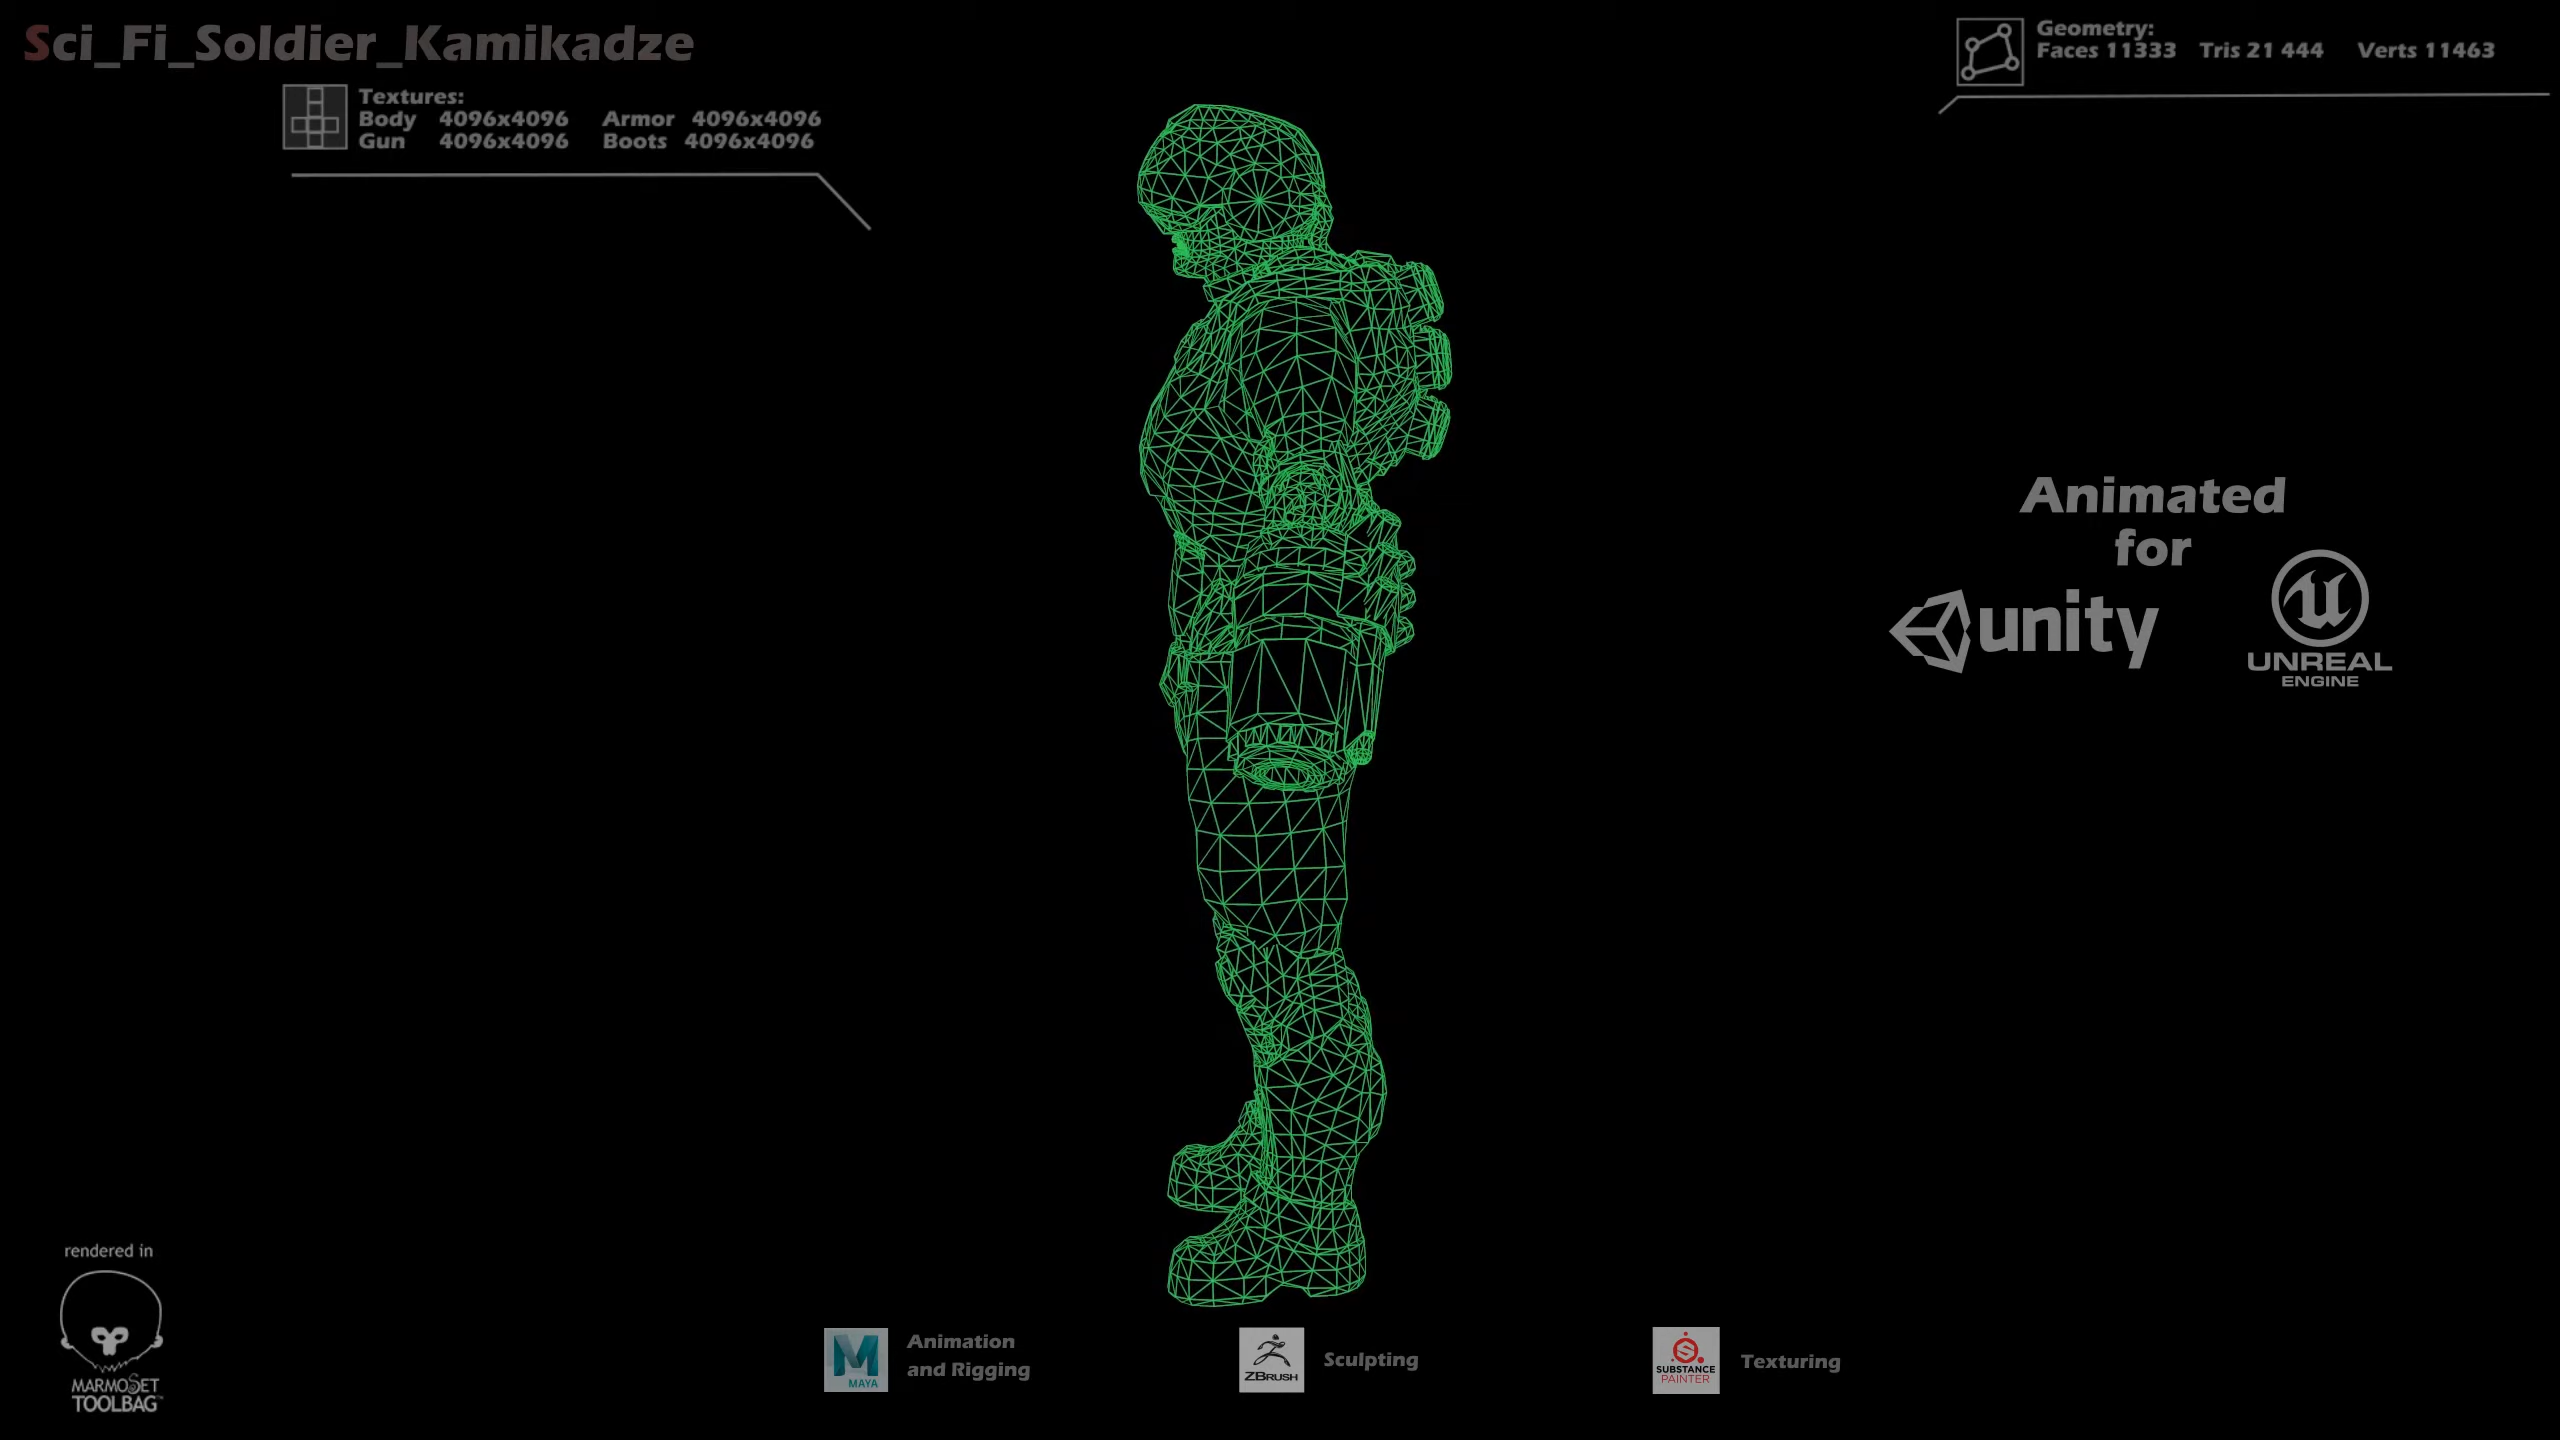 Sci_Fi_Soldier_Kamikadze
Textures:
Body 4096x4096 Armor 4096x4096
Gun 4096x4096 Boots 4096x4096
Geometry:
Faces 11333 Tris 21 444 Verts 11463
Animated
for
unity
UNREAL
ENGINE
rendered in
MARMOSET
TOOLBAG
MAYA
Animation
and Rigging
ZBRUSH
Sculpting
SUBSTANCE
PAINTER
Texturing